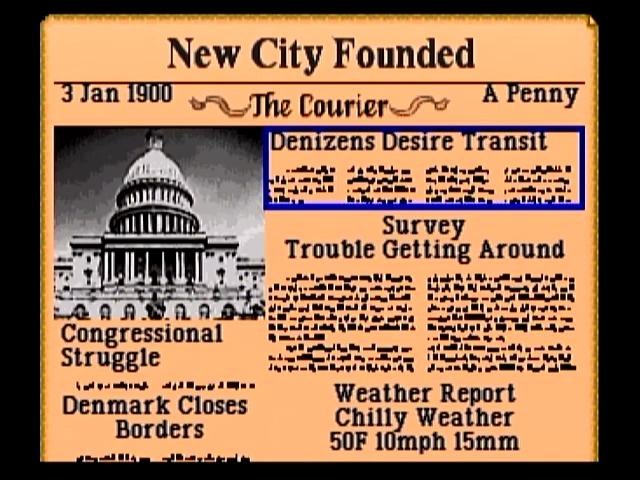 New City Founded
3 Jan 1900
The Courier
A Penny
Denizens Desire Transit
Survey
Trouble Getting Around
Congressional
Struggle
Denmark Closes
Borders
Weather Report
Chilly Weather
50F 10mph 15mm